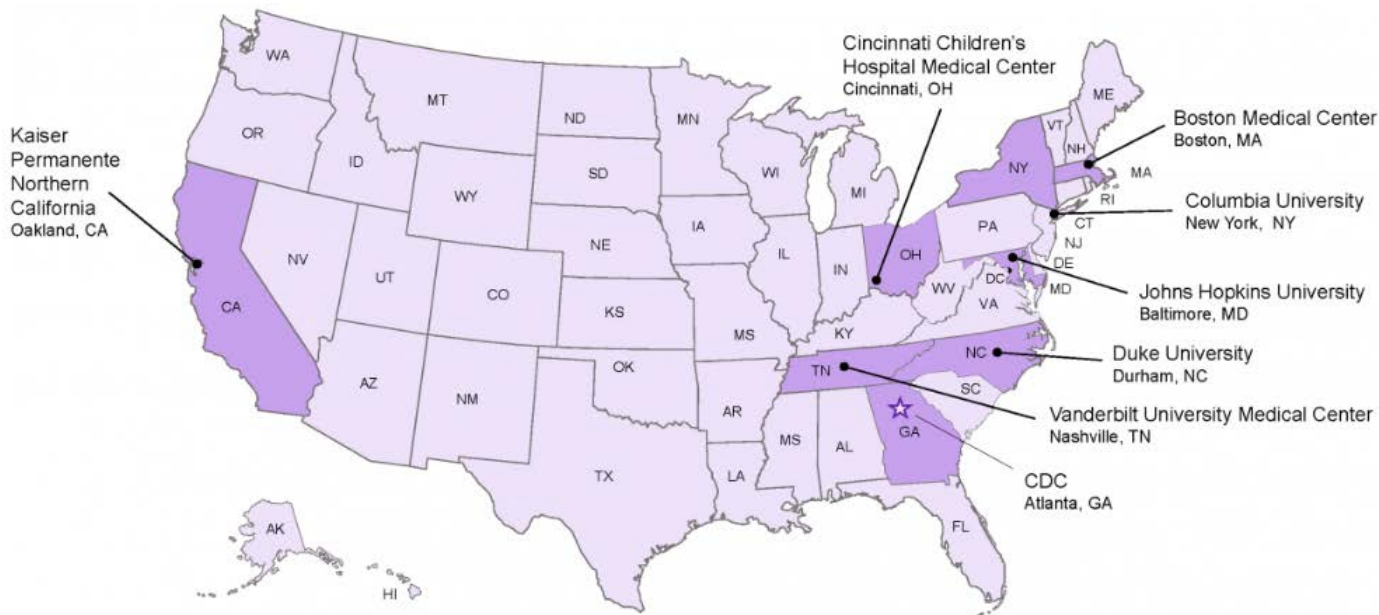 Cincinnati Children's
Hospital Medical Center
Cincinnati, OH
Boston Medical Center
Boston, MA
Kaiser
Permanente
Northern
California
Oakland, CA
Columbia University
New York, NY
Johns Hopkins University
Baltimore, MD
Duke University
Durham, NC
Vanderbilt University Medical Center
Nashville, TN
CDC
Atlanta, GA
WA
OR
ID
MT
ND
MN
SD
WY
WI
MI
IA
NE
NV
UT
CO
KS
CA
AZ
NM
OK
TX
MS
AR
LA
IL
IN
OH
KY
TN
MS
AL
GA
FL
SC
NC
VA
WV
DC
PA
NY
VT
NH
ME
MA
RI
CT
NJ
DE
MD
AK
HI